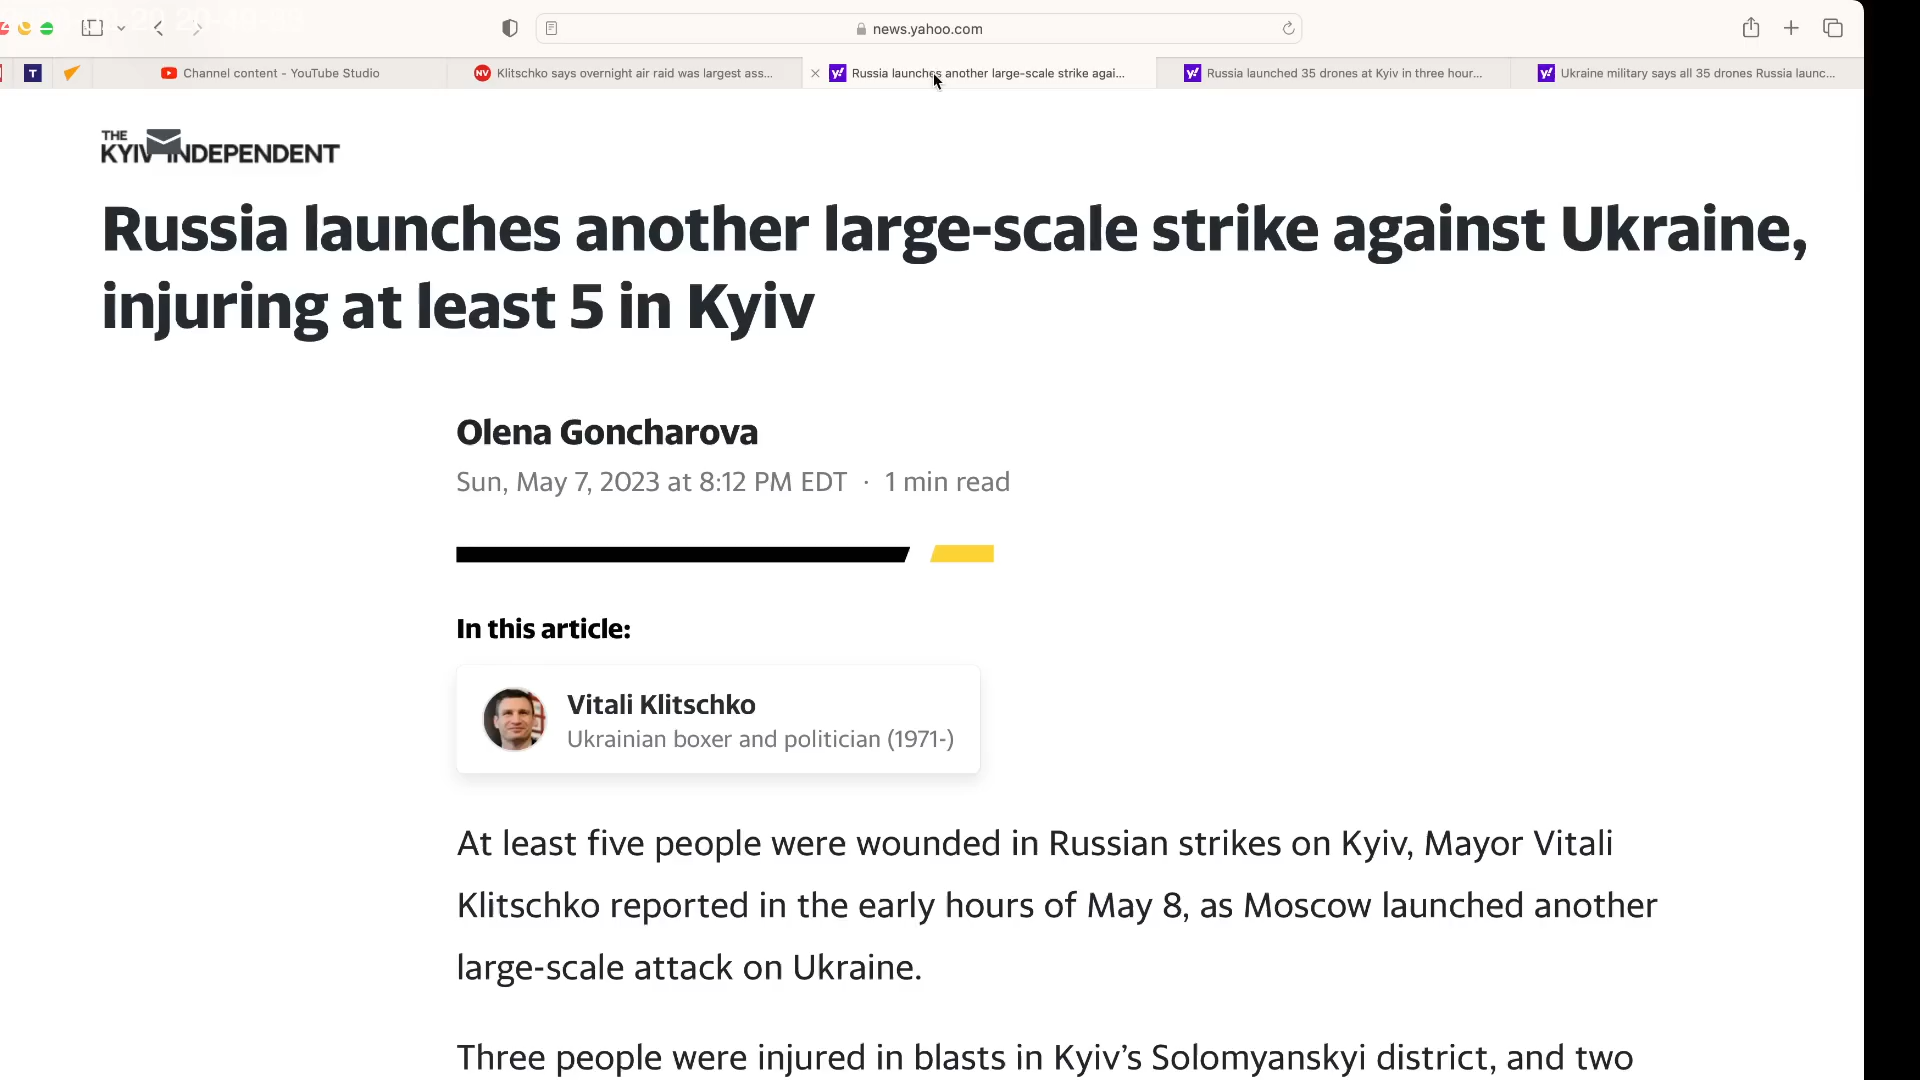 news.yahoo.com
T
Channel content - YouTube Studio
NV
Klitschko says overnight air raid was largest ass...
y!
Russia launches another large-scale strike agai...
y!
Russia launched 35 drones at Kyiv in three hour...
y!
Ukraine military says all 35 drones Russia launc...
THE
KYIV INDEPENDENT
Russia launches another large-scale strike against Ukraine,
injuring at least 5 in Kyiv
Olena Goncharova
Sun, May 7, 2023 at 8:12 PM EDT · 1 min read
In this article:
Vitali Klitschko
Ukrainian boxer and politician (1971-)
At least five people were wounded in Russian strikes on Kyiv, Mayor Vitali
Klitschko reported in the early hours of May 8, as Moscow launched another
large-scale attack on Ukraine.
Three people were injured in blasts in Kyiv’s Solomyanskyi district, and two